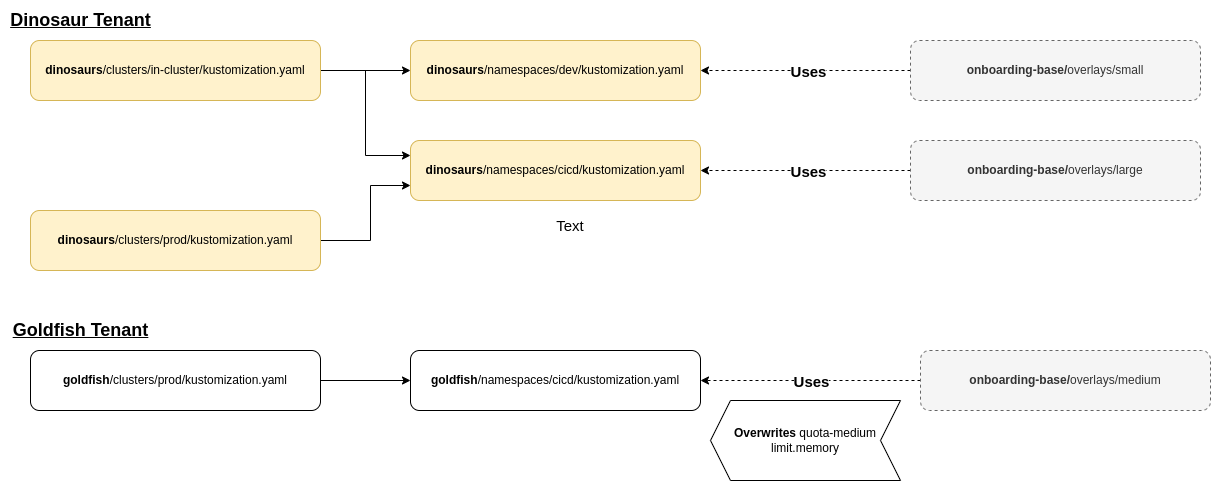 Dinosaur Tenant
dinosaurs/clusters/in-cluster/kustomization.yaml
dinosaurs/namespaces/dev/kustomization.yaml
Uses
onboarding-base/overlays/small
dinosaurs/namespaces/cicd/kustomization.yaml
Uses
onboarding-base/overlays/large
Text
dinosaurs/clusters/prod/kustomization.yaml
Goldfish Tenant
goldfish/clusters/prod/kustomization.yaml
goldfish/namespaces/cicd/kustomization.yaml
Uses
onboarding-base/overlays/medium
Overwrites quota-medium
limit.memory